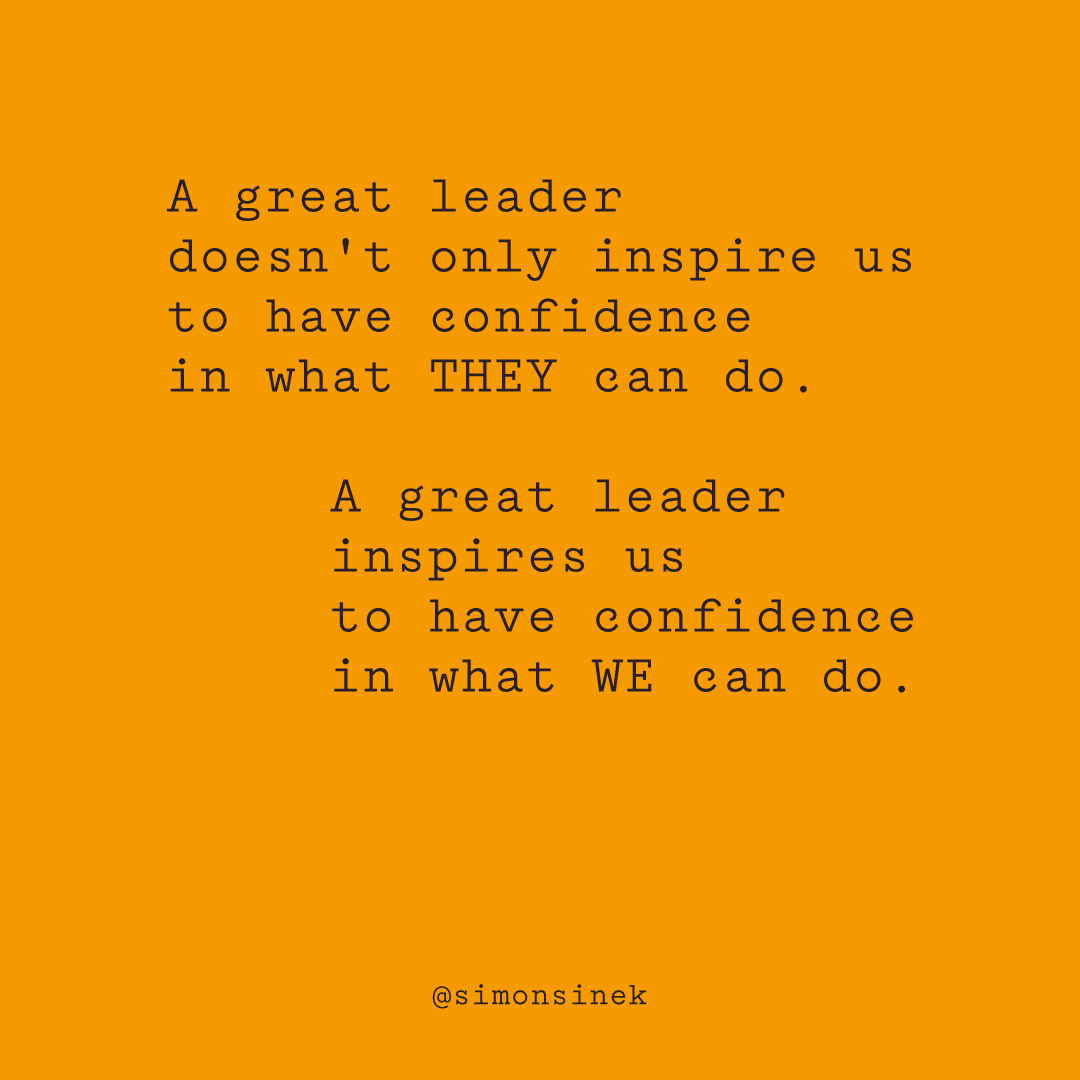 A great leader
doesn't only inspire us
to have confidence
in what THEY can do.
A great leader
inspires us
to have confidence
in what WE can do.
@simonsinek